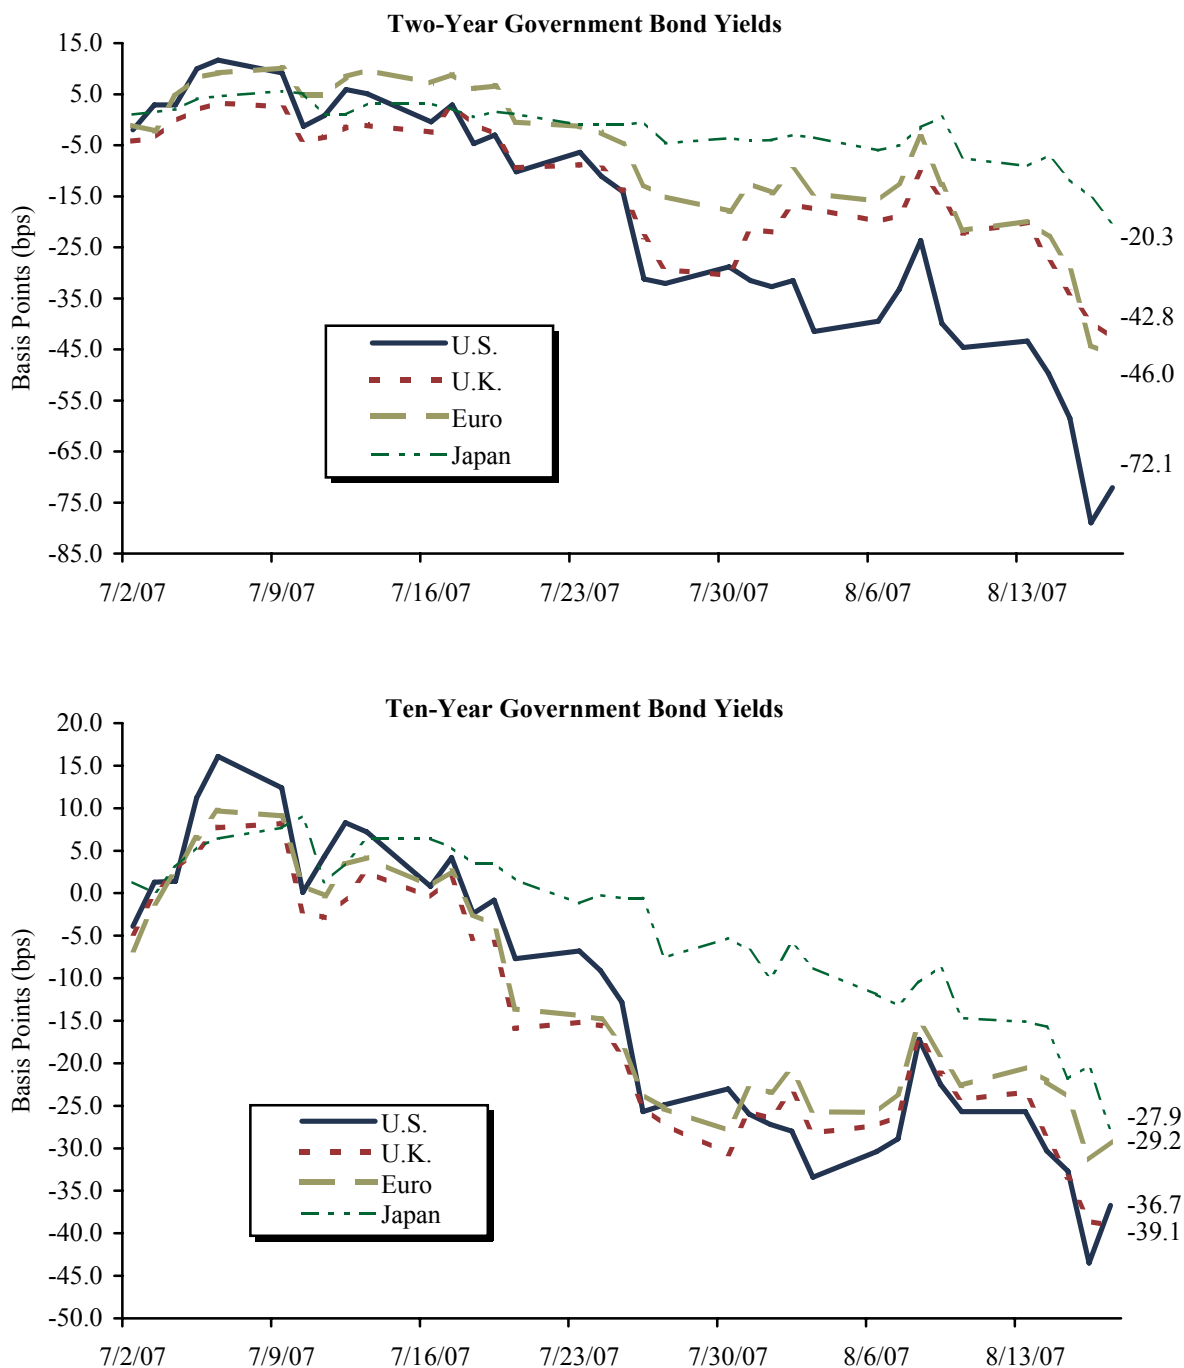 Two-Year Government Bond Yields
Basis Points (bps)
15.0
5.0
-5.0
-15.0
-25.0
-35.0
-45.0
-55.0
-65.0
-75.0
-85.0
-20.3
-42.8
-46.0
-72.1
U.S.
U.K.
Euro
Japan
7/2/07 7/9/07 7/16/07 7/23/07 7/30/07 8/6/07 8/13/07
Ten-Year Government Bond Yields
Basis Points (bps)
20.0
15.0
10.0
5.0
0.0
-5.0
-10.0
-15.0
-20.0
-25.0
-30.0
-35.0
-40.0
-45.0
-50.0
-27.9
-29.2
-36.7
-39.1
U.S.
U.K.
Euro
Japan
7/2/07 7/9/07 7/16/07 7/23/07 7/30/07 8/6/07 8/13/07